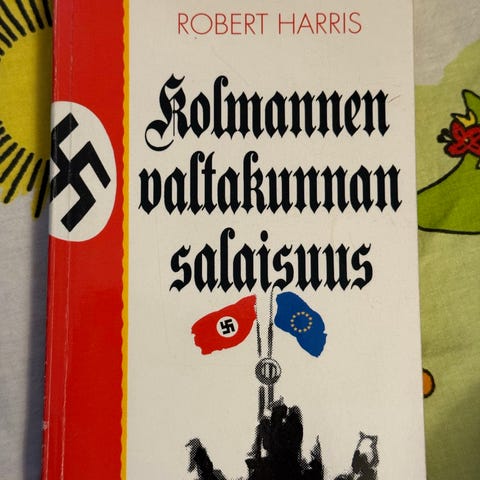 ROBERT HARRIS
Kolmannen
valtakunnan
salaisuus